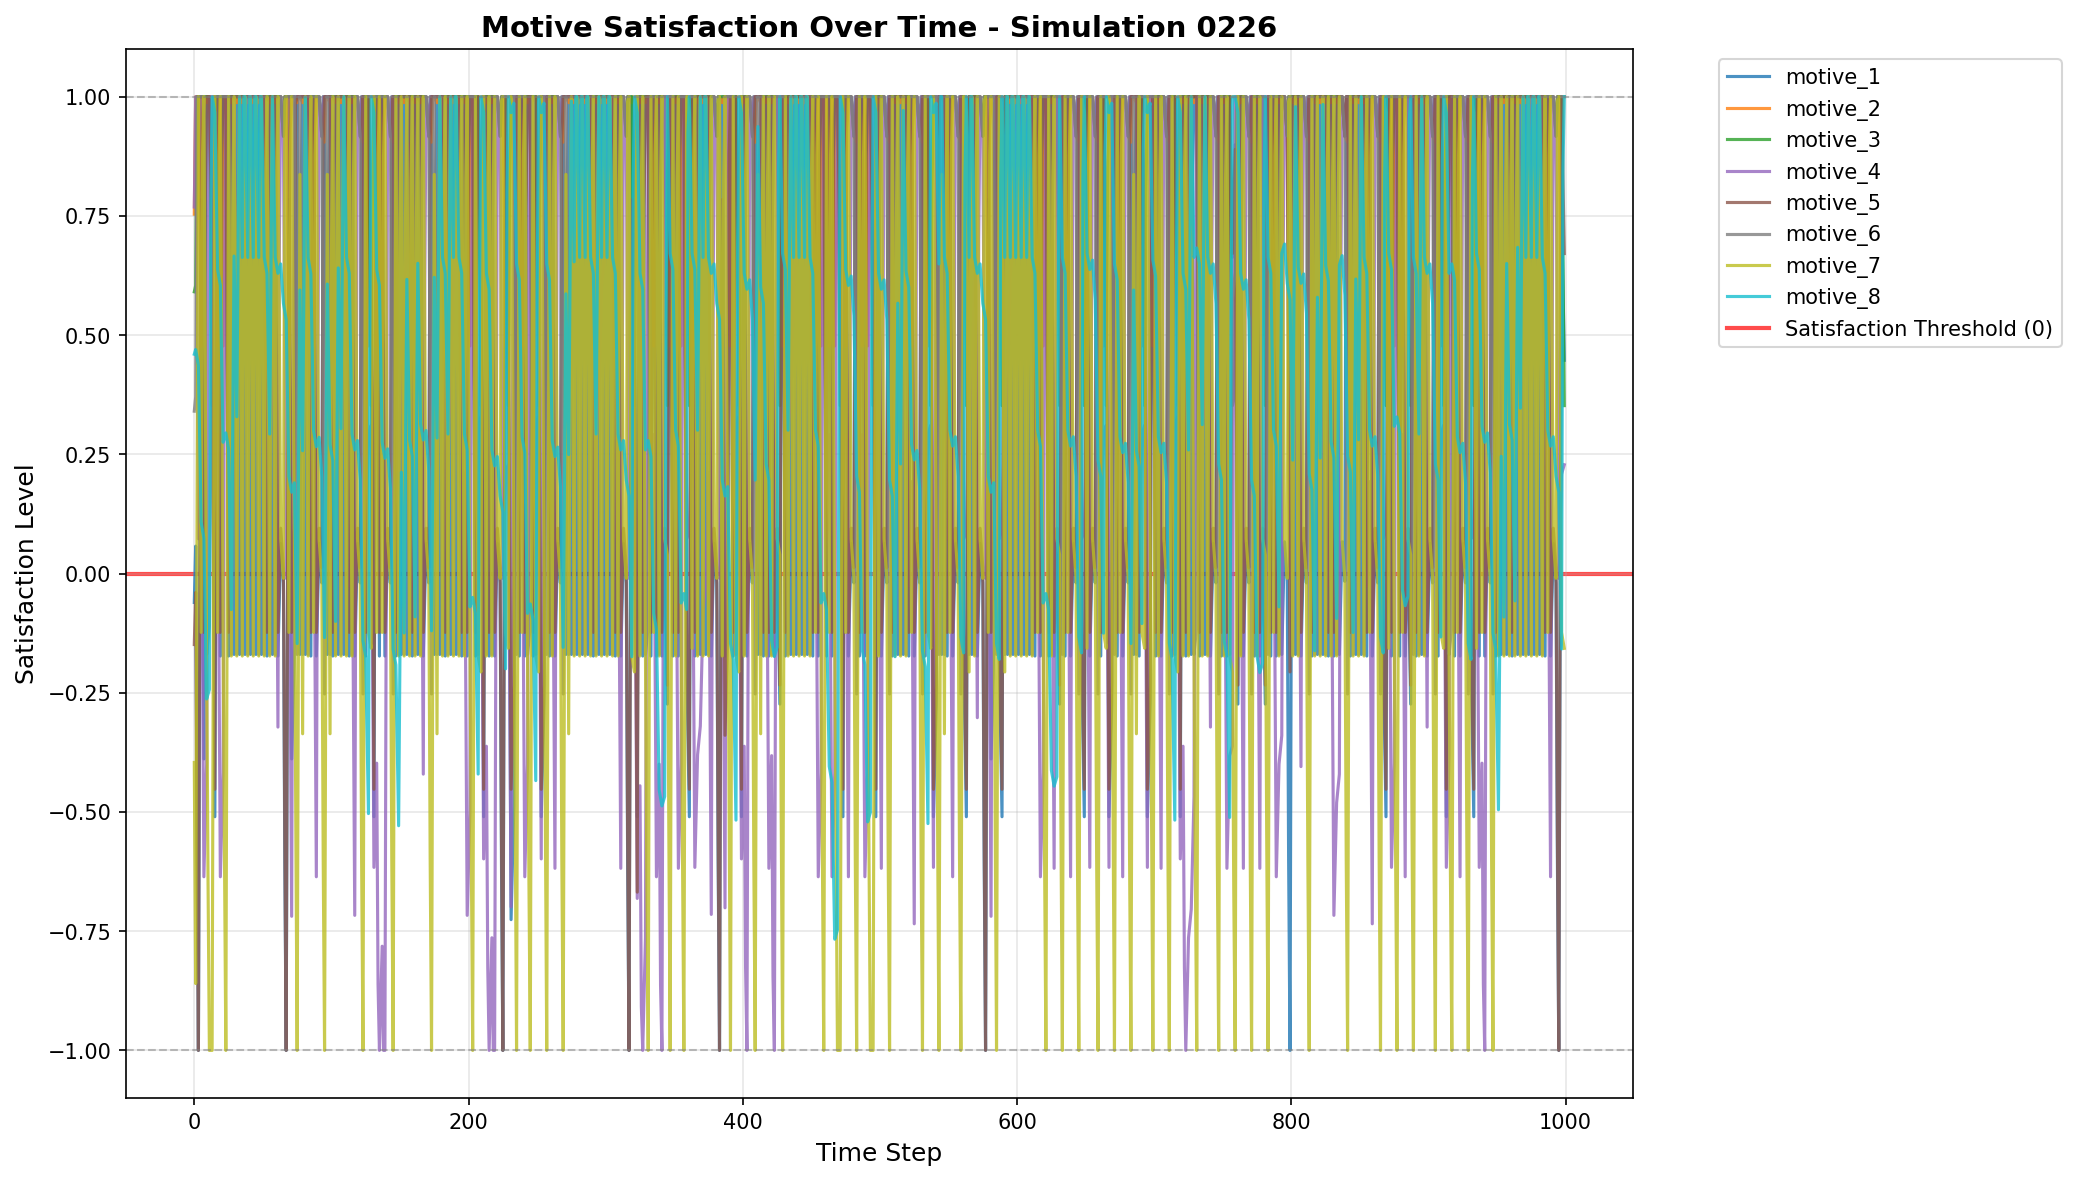 Motive Satisfaction Over Time - Simulation 0226
Satisfaction Level
1.00
0.75
0.50
0.25
0.00
−0.25
−0.50
−0.75
−1.00
0
200
400
600
800
1000
Time Step
motive_1
motive_2
motive_3
motive_4
motive_5
motive_6
motive_7
motive_8
Satisfaction Threshold (0)